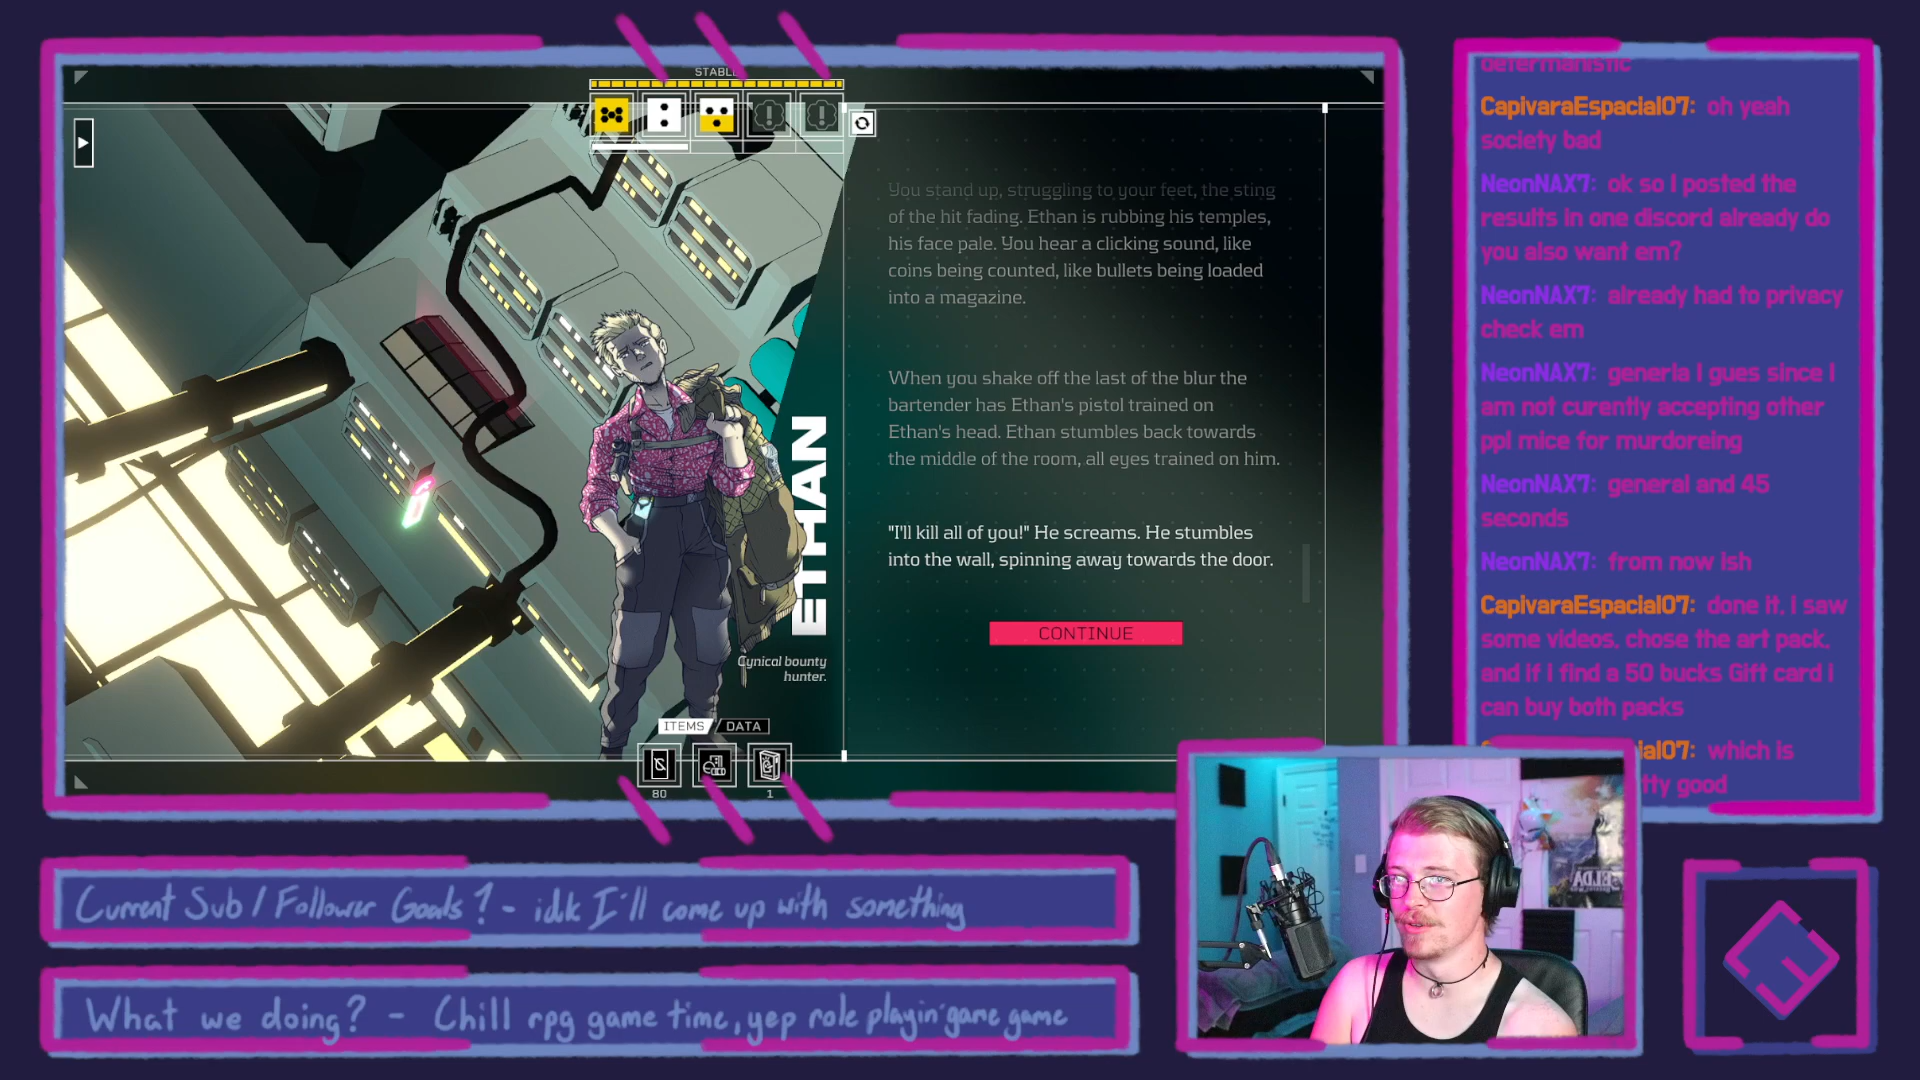 STABLE
You stand up, struggling to your feet, the sting
of the hit fading. Ethan is rubbing his temples,
his face pale. You hear a clicking sound, like
coins being counted, like bullets being loaded
into a magazine.
When you shake off the last of the blur the
bartender has Ethan's pistol trained on
Ethan's head. Ethan stumbles back towards
the middle of the room, all eyes trained on him.
"I'll kill all of you!" He screams. He stumbles
into the wall, spinning away towards the door.
CONTINUE
ETHAN
Cynical bounty
hunter.
ITEMS / DATA
80
1
determanistic
CapivaraEspacial07: oh yeah
society bad
NeonNAX7: ok so I posted the
results in one discord already do
you also want em?
NeonNAX7: already had to privacy
check em
NeonNAX7: generla I gues since I
am not curently accepting other
ppl mice for murdoreing
NeonNAX7: general and 45
seconds
NeonNAX7: from now ish
CapivaraEspacial07: done it, I saw
some videos, chose the art pack,
and if I find a 50 bucks Gift card I
can buy both packs
ial07: which is
tty good
ZELDA
Current Sub / Follower Goals? - idk I'll come up with something
What we doing? - Chill rpg game time, yep role playin' game game